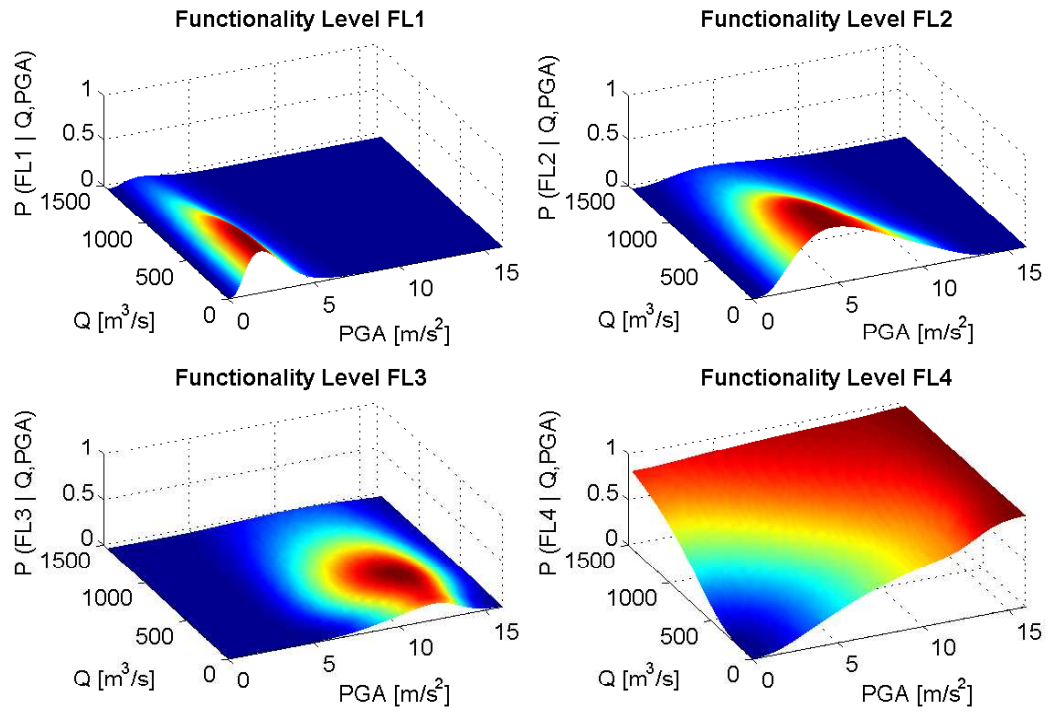 Functionality Level FL1
P (FL1 | Q,PGA)
1
0.5
0
1500
1000
500
0
Q [m³/s]
0
5
10
15
PGA [m/s²]
Functionality Level FL2
P (FL2 | Q,PGA)
1
0.5
0
1500
1000
500
0
Q [m³/s]
0
5
10
15
PGA [m/s²]
Functionality Level FL3
P (FL3 | Q,PGA)
1
0.5
0
1500
1000
500
0
Q [m³/s]
0
5
10
15
PGA [m/s²]
Functionality Level FL4
P (FL4 | Q,PGA)
1
0.5
0
1500
1000
500
0
Q [m³/s]
0
5
10
15
PGA [m/s²]